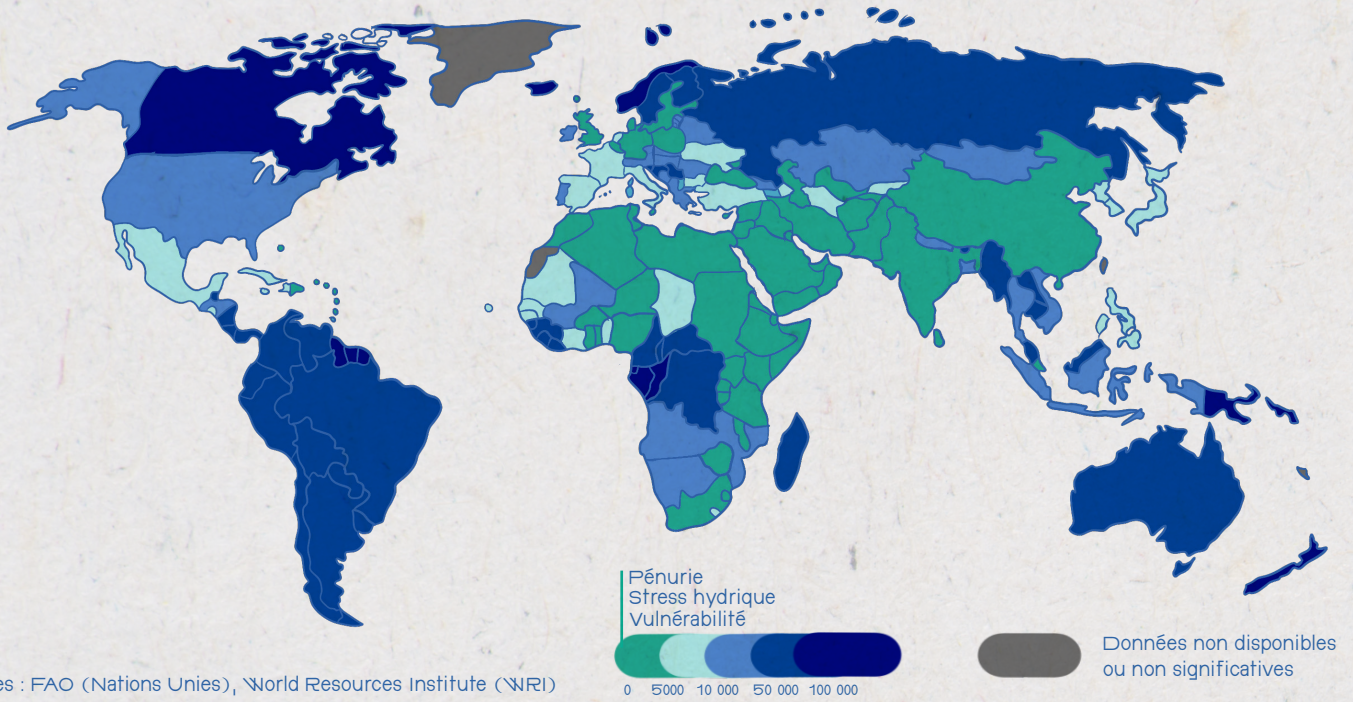 Pénurie
Stress hydrique
Vulnérabilité
0 5000 10 000 50 000 100 000
Données non disponibles
ou non significatives
es : FAO (Nations Unies), World Resources Institute (WRI)